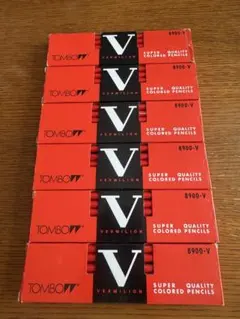 8900-V
TOMBOW
V
VERMILION
SUPER QUALITY
COLORED PENCILS
8900-V
TOMBOW
V
VERMILION
SUPER QUALITY
COLORED PENCILS
8900-V
TOMBOW
V
VERMILION
SUPER QUALITY
COLORED PENCILS
8900-V
TOMBOW
V
VERMILION
SUPER QUALITY
COLORED PENCILS
8900-V
TOMBOW
V
VERMILION
SUPER QUALITY
COLORED PENCILS
8900-V
TOMBOW
V
VERMILION
SUPER QUALITY
COLORED PENCILS